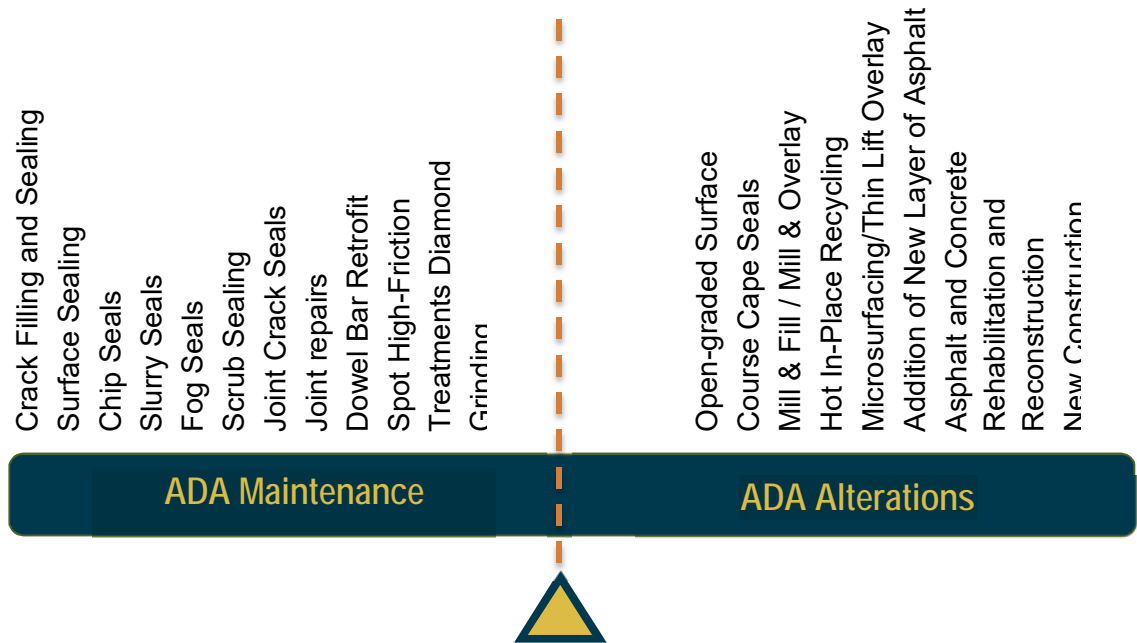 Crack Filling and Sealing
Surface Sealing
Chip Seals
Slurry Seals
Fog Seals
Scrub Sealing
Joint Crack Seals
Joint repairs
Dowel Bar Retrofit
Spot High-Friction
Treatments Diamond
Grinding
Open-graded Surface
Course Cape Seals
Mill & Fill / Mill & Overlay
Hot In-Place Recycling
Microsurfacing/Thin Lift Overlay
Addition of New Layer of Asphalt
Asphalt and Concrete
Rehabilitation and
Reconstruction
New Construction
ADA Maintenance
ADA Alterations